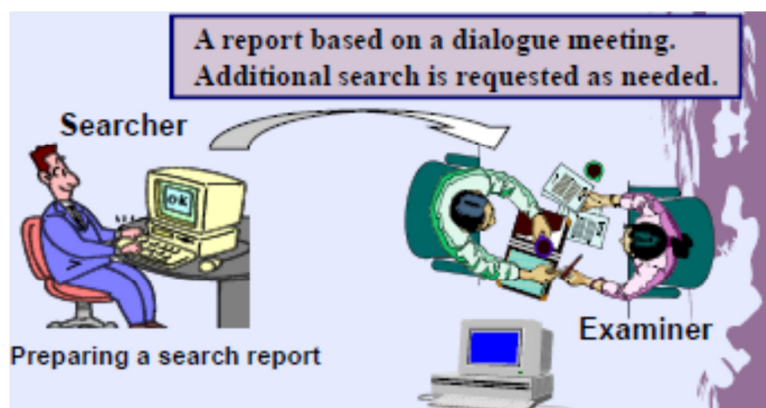 A report based on a dialogue meeting.
Additional search is requested as needed.
Searcher
ok
Examiner
Preparing a search report